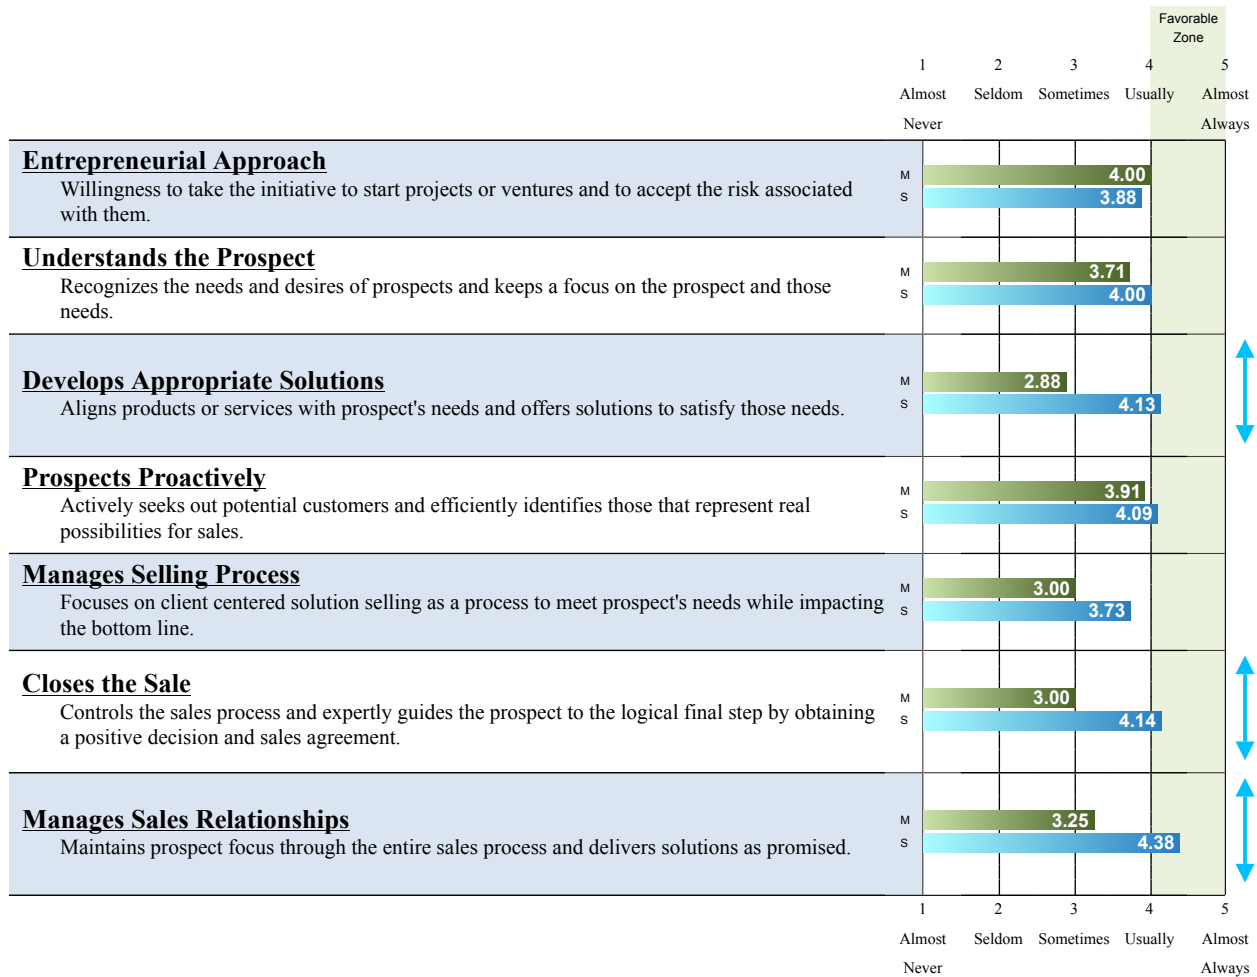 Favorable
Zone
1 2 3 4 5
Almost Seldom Sometimes Usually Almost
Never Always
Entrepreneurial Approach
Willingness to take the initiative to start projects or ventures and to accept the risk associated
with them.
M 4.00
S 3.88
Understands the Prospect
Recognizes the needs and desires of prospects and keeps a focus on the prospect and those
needs.
M 3.71
S 4.00
Develops Appropriate Solutions
Aligns products or services with prospect's needs and offers solutions to satisfy those needs.
M 2.88
S 4.13
Prospects Proactively
Actively seeks out potential customers and efficiently identifies those that represent real
possibilities for sales.
M 3.91
S 4.09
Manages Selling Process
Focuses on client centered solution selling as a process to meet prospect's needs while impacting
the bottom line.
M 3.00
S 3.73
Closes the Sale
Controls the sales process and expertly guides the prospect to the logical final step by obtaining
a positive decision and sales agreement.
M 3.00
S 4.14
Manages Sales Relationships
Maintains prospect focus through the entire sales process and delivers solutions as promised.
M 3.25
S 4.38
1 2 3 4 5
Almost Seldom Sometimes Usually Almost
Never Always